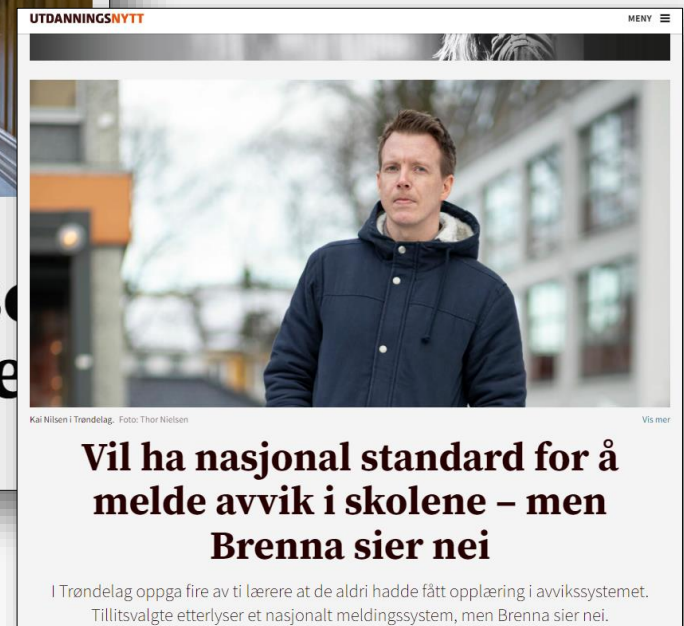 UTDANNINGSNYTT
MENY
Kai Nilsen i Trøndelag. Foto: Thor Nielsen
Vis mer
Vil ha nasjonal standard for å
melde avvik i skolene – men
Brenna sier nei
I Trøndelag oppga fire av ti lærere at de aldri hadde fått opplæring i avvikssystemet.
Tillitsvalgte etterlyser et nasjonalt meldingssystem, men Brenna sier nei.